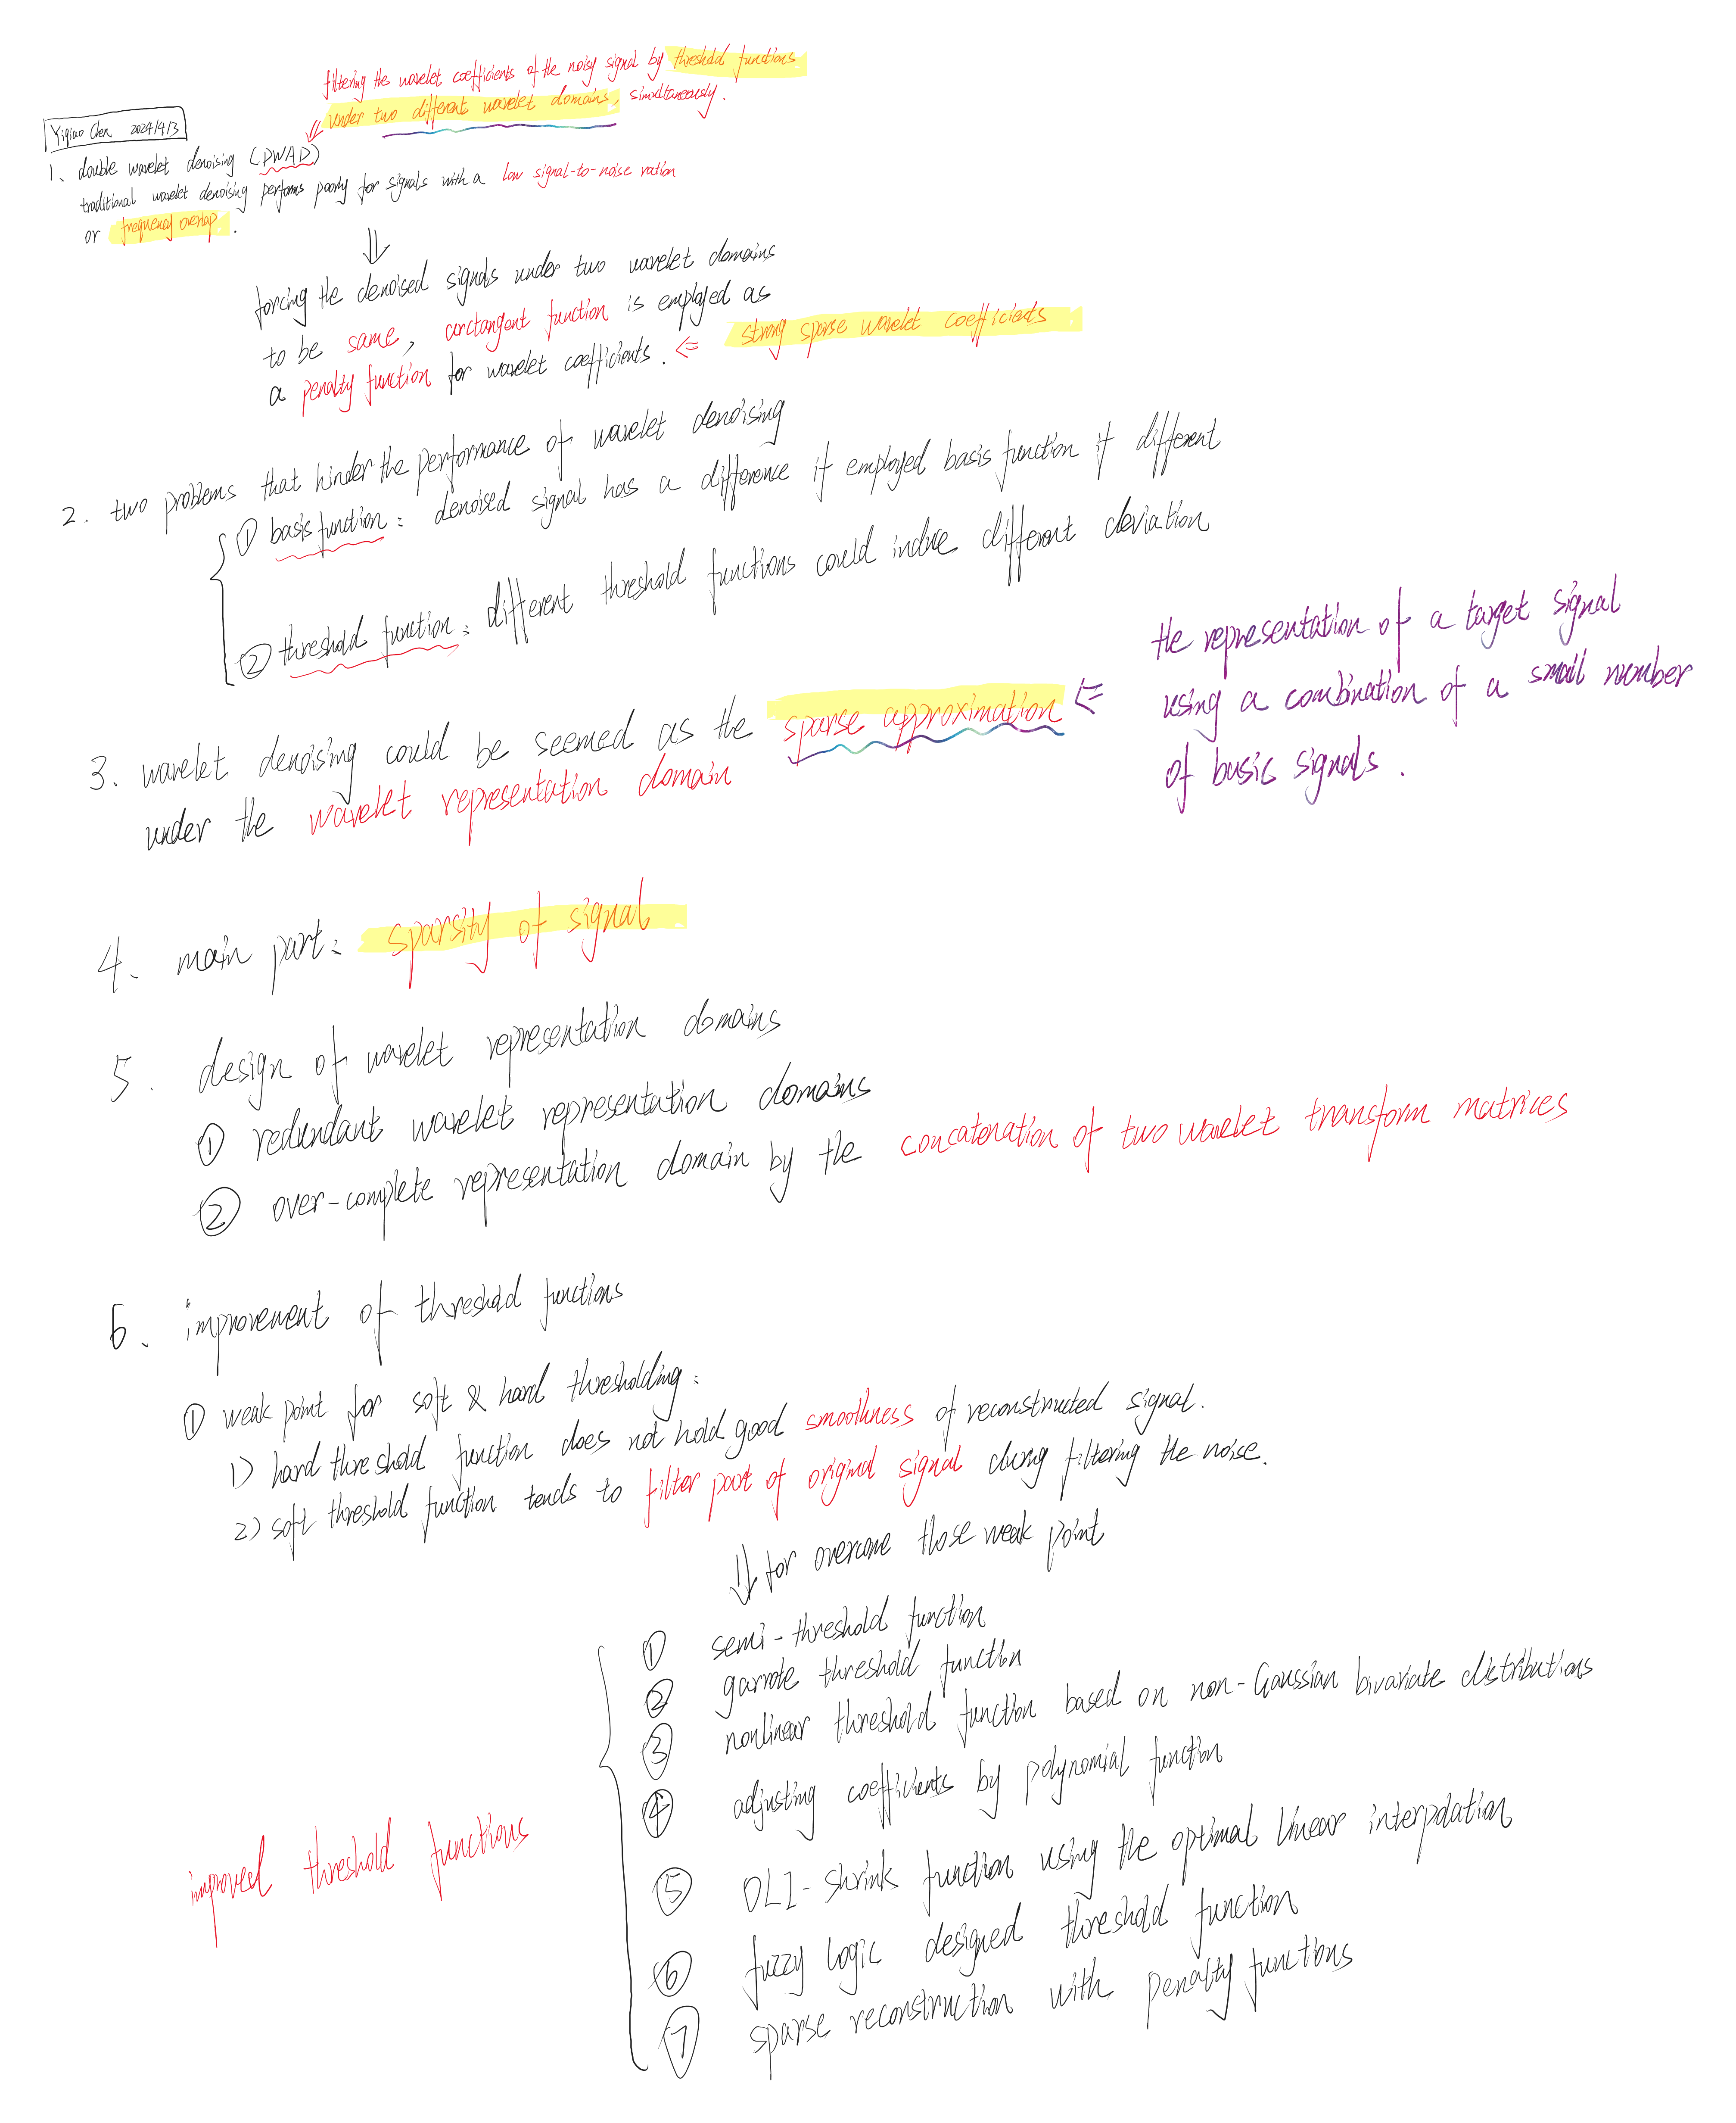 filtering the wavelet coefficients of the noisy signal by threshold functions
under two different wavelet domains, simultaneously.
Yiqiao Chen 2024/4/3
1、double wavelet denoising (DWAD)
traditional wavelet denoising performs poorly for signals with a low signal-to-noise ration
or frequency overlap.
⇓
forcing the denoised signals under two wavelet domains
to be same, arctangent function is employed as
a penalty function for wavelet coefficients. ⇐ strong sparse wavelet coefficients
2. two problems that hinder the performance of wavelet denoising
① basis function: denoised signal has a difference if employed basis function if different
② threshold function: different threshold functions could induce different deviation
3. wavelet denoising could be seemed as the sparse approximation ⇐
under the wavelet representation domain
the representation of a target signal
using a combination of a small number
of basic signals.
4、main part: sparsity of signal
5. design of wavelet representation domains
① redundant wavelet representation domains
② over-complete representation domain by the concatenation of two wavelet transform matrices
6、improvement of threshold functions
① weak point for soft & hard thresholding:
1) hard threshold function does not hold good smoothness of reconstructed signal.
2) soft threshold function tends to filter part of original signal during filtering the noise.
⇓ for overcome those weak point
improved threshold functions
① semi-threshold function
② garrote threshold function
③ nonlinear threshold function based on non-Gaussian bivariate distributions
④ adjusting coefficients by polynomial function
⑤ OLI-shrink function using the optimal linear interpolation
⑥ fuzzy logic designed threshold function
⑦ sparse reconstruction with penalty functions